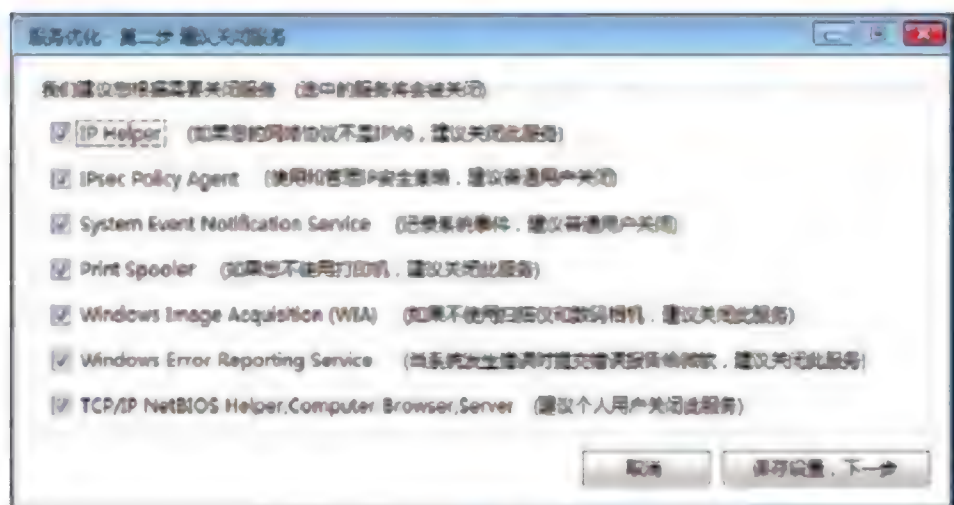 服务优化 - 第二步 建议关闭服务
我们建议您根据需要关闭服务 (选中的服务将会被关闭)
IP Helper (如果您的网络协议不是IPV6，建议关闭此服务)
IPsec Policy Agent (使用和管理IP安全策略，建议普通用户关闭)
System Event Notification Service (记录系统事件，建议普通用户关闭)
Print Spooler (如果您不使用打印机，建议关闭此服务)
Windows Image Acquisition (WIA) (如果不使用扫描仪和数码相机，建议关闭此服务)
Windows Error Reporting Service (当系统发生错误时提交错误报告给微软，建议关闭此服务)
TCP/IP NetBIOS Helper,Computer Browser,Server (建议个人用户关闭此服务)
取消 保存设置，下一步